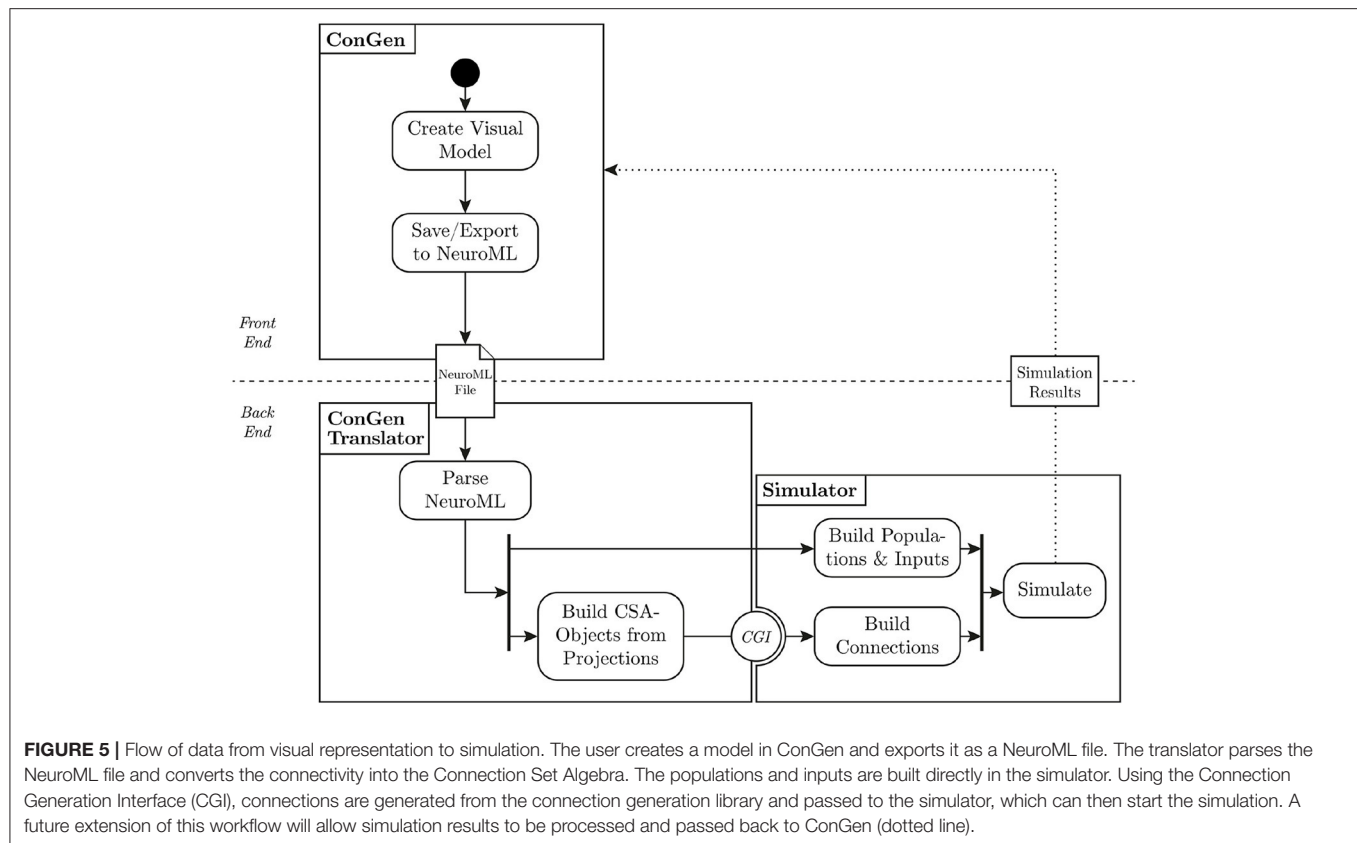 ConGen
Create Visual
Model
Save/Export
to NeuroML
Front
End
NeuroML
File
Simulation
Results
Back
End
ConGen
Translator
Parse
NeuroML
Simulator
Build Popula-
tions & Inputs
Simulate
Build CSA-
Objects from
Projections
CGI
Build
Connections
FIGURE 5 | Flow of data from visual representation to simulation. The user creates a model in ConGen and exports it as a NeuroML file. The translator parses the
NeuroML file and converts the connectivity into the Connection Set Algebra. The populations and inputs are built directly in the simulator. Using the Connection
Generation Interface (CGI), connections are generated from the connection generation library and passed to the simulator, which can then start the simulation. A
future extension of this workflow will allow simulation results to be processed and passed back to ConGen (dotted line).